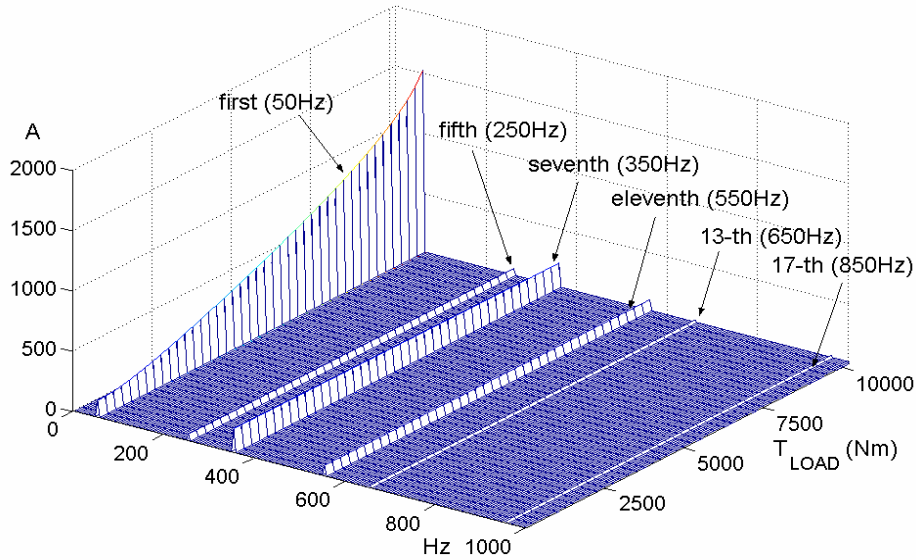 first (50Hz)
fifth (250Hz)
seventh (350Hz)
eleventh (550Hz)
13-th (650Hz)
17-th (850Hz)
A
2000
1500
1000
500
0
0
200
400
600
800
1000
Hz
2500
5000
7500
10000
T_LOAD (Nm)